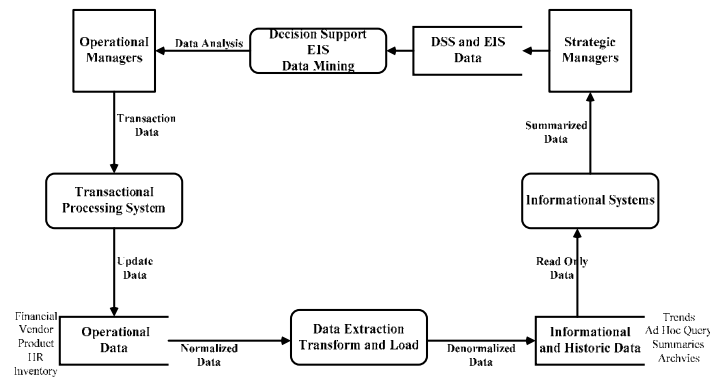 Operational
Managers
Data Analysis
Decision Support
EIS
Data Mining
DSS and EIS
Data
Strategic
Managers
Transaction
Data
Summarized
Data
Transactional
Processing System
Informational Systems
Update
Data
Read Only
Data
Financial
Vendor
Product
HR
Inventory
Operational
Data
Normalized
Data
Data Extraction
Transform and Load
Denormalized
Data
Informational
and Historic Data
Trends
Ad Hoc Query
Summaries
Archvies